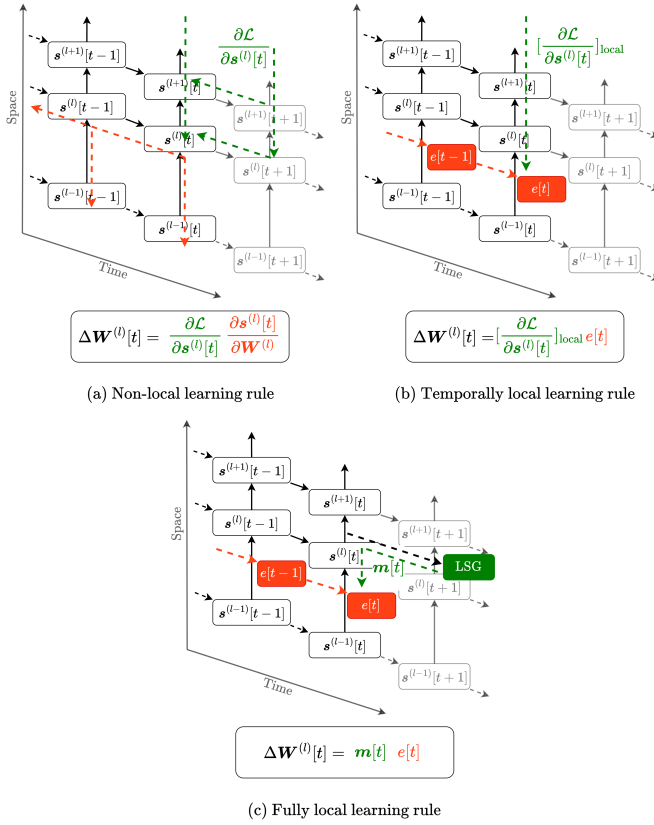 Space
s^(l+1)[t−1]
s^(l+1)[t]
s^(l+1)[t+1]
s^(l)[t−1]
s^(l)[t]
s^(l)[t+1]
s^(l−1)[t−1]
s^(l−1)[t]
s^(l−1)[t+1]
∂ℒ/∂s^(l)[t]
Time
ΔW^(l)[t] = ∂ℒ/∂s^(l)[t] ∂s^(l)[t]/∂W^(l)
(a) Non-local learning rule
Space
s^(l+1)[t−1]
s^(l+1)[t]
s^(l+1)[t+1]
s^(l)[t−1]
s^(l)[t]
s^(l)[t+1]
s^(l−1)[t−1]
s^(l−1)[t]
s^(l−1)[t+1]
[∂ℒ/∂s^(l)[t]]_local
e[t−1]
e[t]
Time
ΔW^(l)[t] = [∂ℒ/∂s^(l)[t]]_local e[t]
(b) Temporally local learning rule
Space
s^(l+1)[t−1]
s^(l+1)[t]
s^(l+1)[t+1]
s^(l)[t−1]
s^(l)[t]
s^(l)[t+1]
s^(l−1)[t−1]
s^(l−1)[t]
s^(l−1)[t+1]
m[t]
LSG
e[t−1]
e[t]
Time
ΔW^(l)[t] = m[t] e[t]
(c) Fully local learning rule